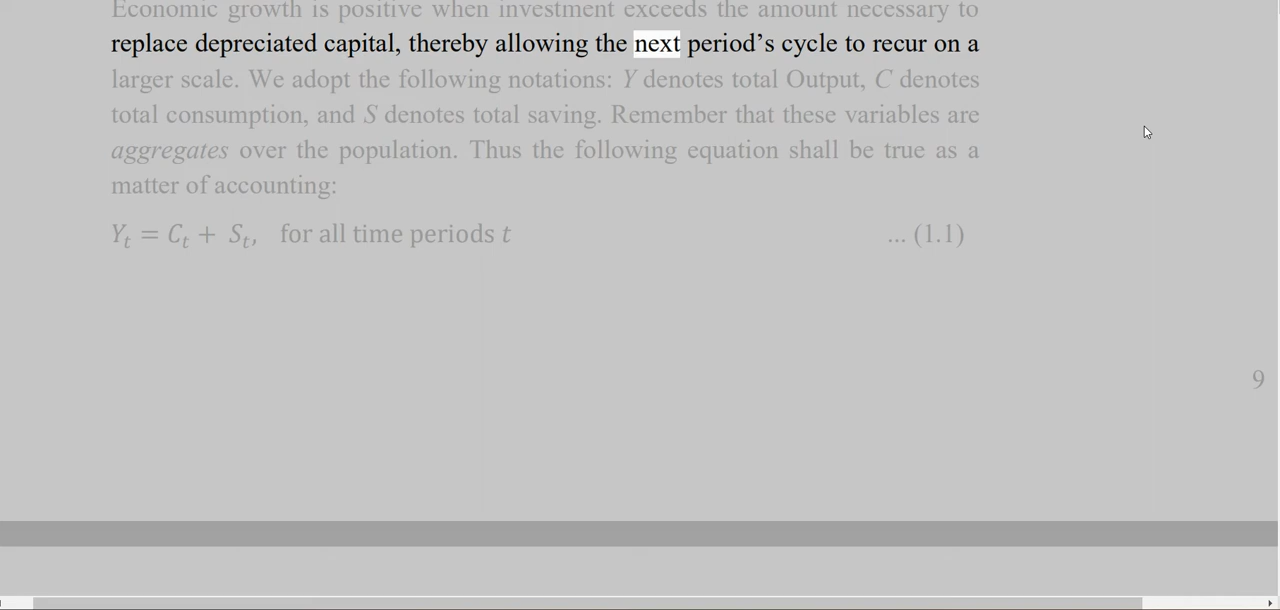 Economic growth is positive when investment exceeds the amount necessary to
replace depreciated capital, thereby allowing the next period’s cycle to recur on a
larger scale. We adopt the following notations: Y denotes total Output, C denotes
total consumption, and S denotes total saving. Remember that these variables are
aggregates over the population. Thus the following equation shall be true as a
matter of accounting:
Yₜ = Cₜ + Sₜ, for all time periods t ... (1.1)
9